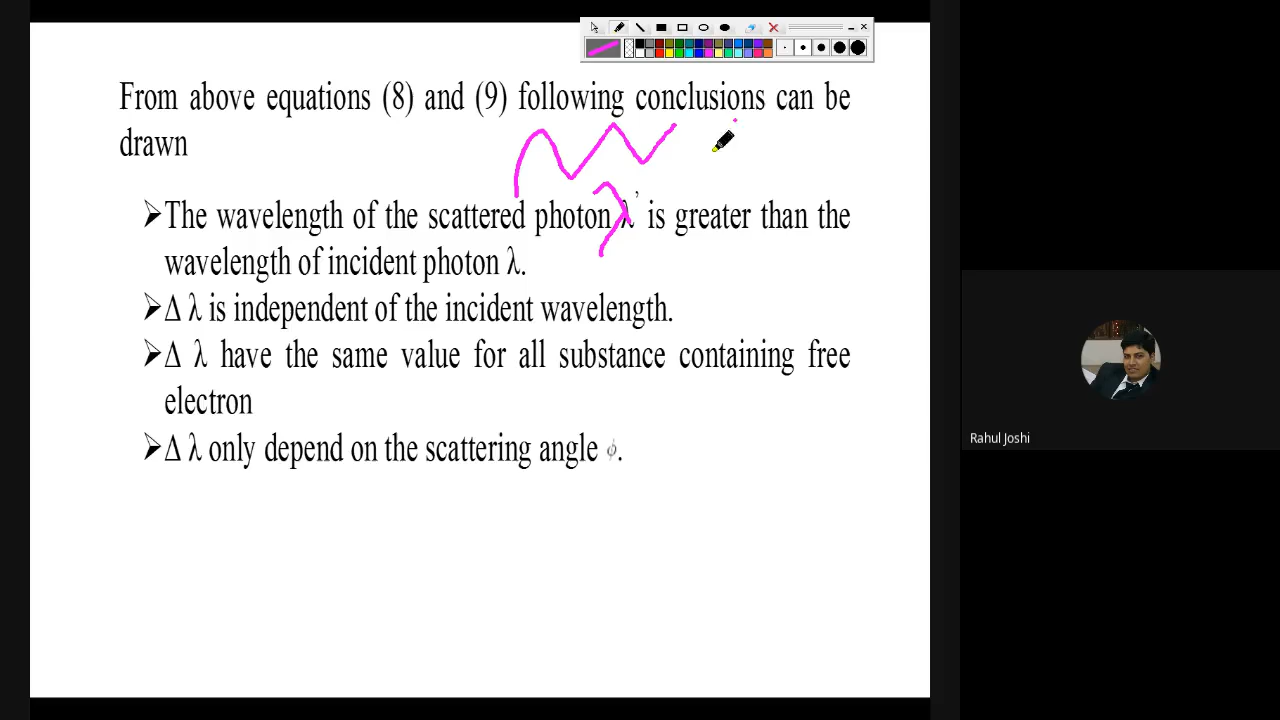 From above equations (8) and (9) following conclusions can be
drawn
➢The wavelength of the scattered photon λ’ is greater than the
wavelength of incident photon λ.
➢Δ λ is independent of the incident wavelength.
➢Δ λ have the same value for all substance containing free
electron
➢Δ λ only depend on the scattering angle ϕ.
Rahul Joshi